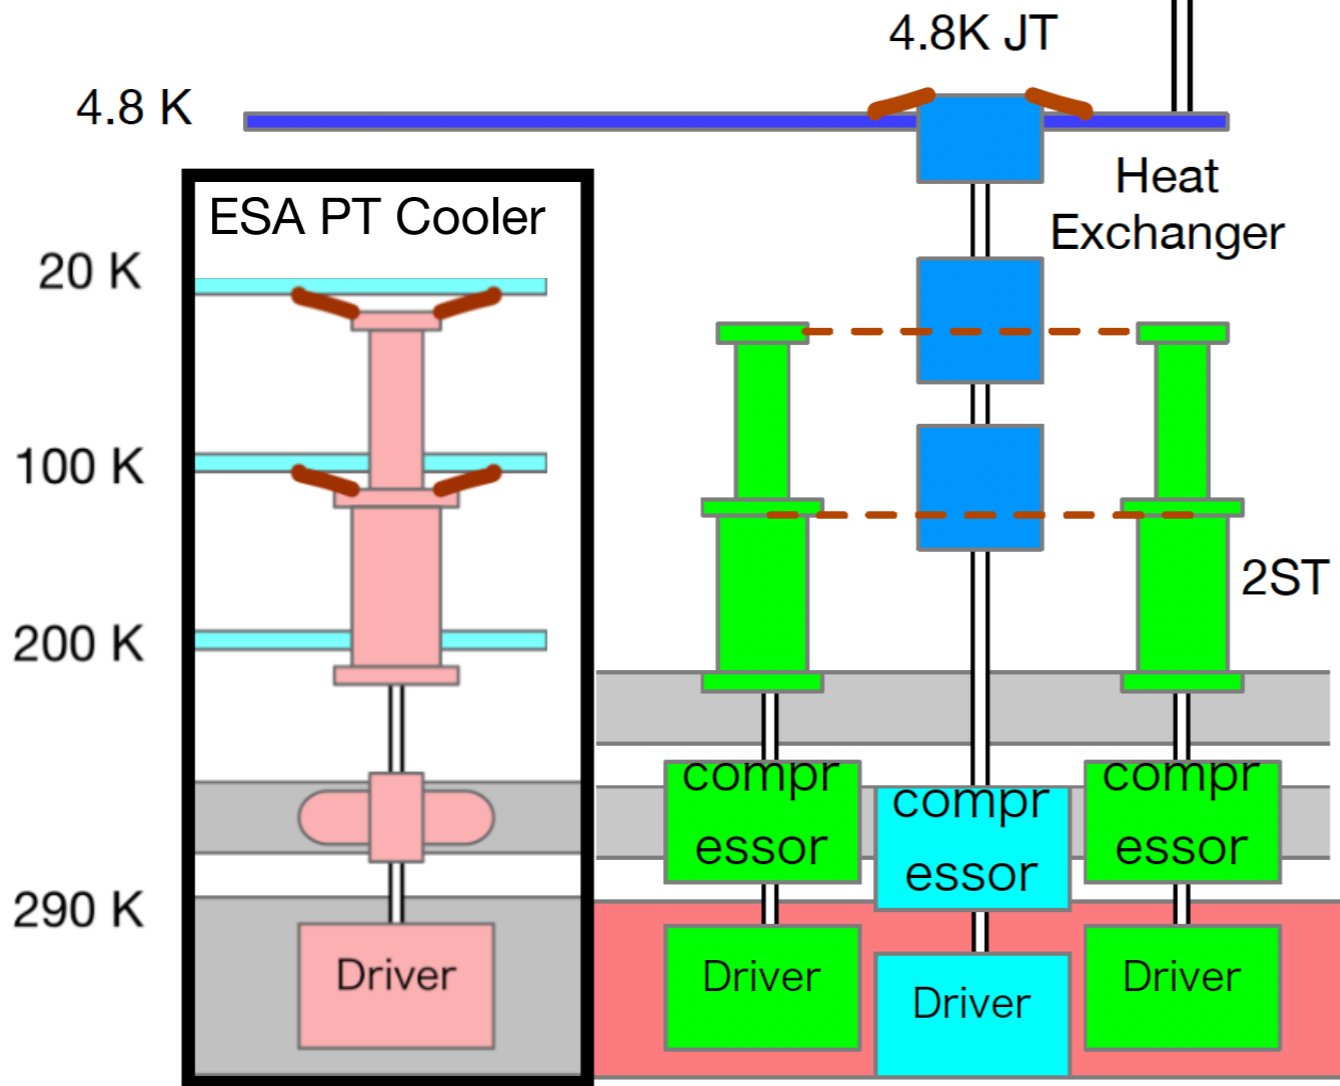 4.8K JT
4.8 K
Heat
Exchanger
ESA PT Cooler
20 K
100 K
2ST
200 K
compr
essor
compr
essor
compr
essor
290 K
Driver
Driver
Driver
Driver